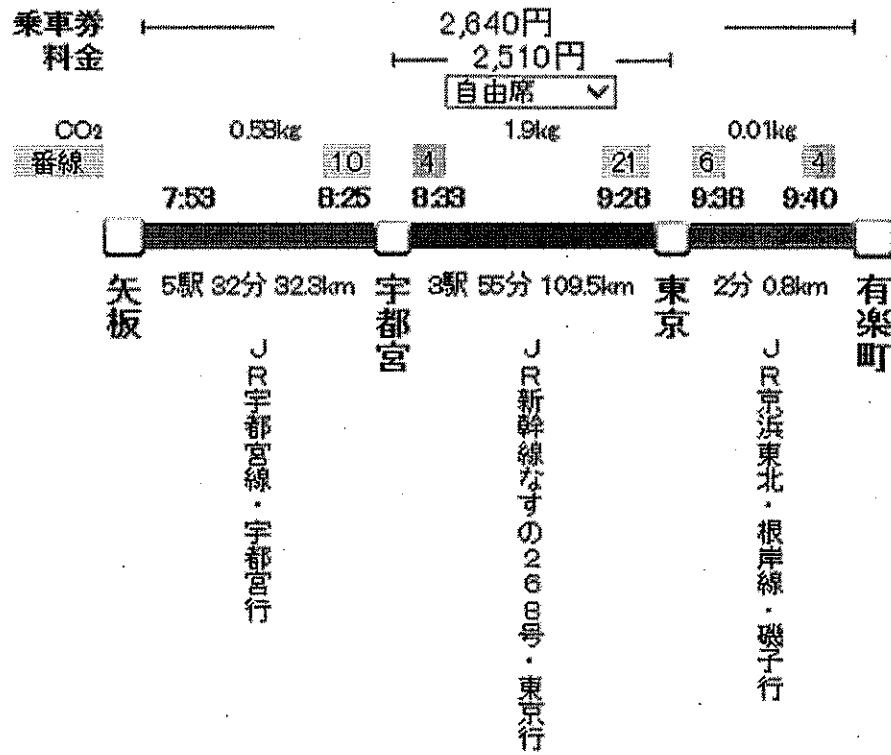 乗車券 2,640円
料金 2,510円
自由席
CO2 0.58kg 1.9kg 0.01kg
番線 10 4 21 6 4
7:53 8:25 8:33 9:28 9:38 9:40
矢板 5駅 32分 32.3km 宇都宮 3駅 55分 109.5km 東京 2分 0.8km 有楽町
JR宇都宮線・宇都宮行
JR新幹線なすの268号・東京行
JR京浜東北・根岸線・磯子行